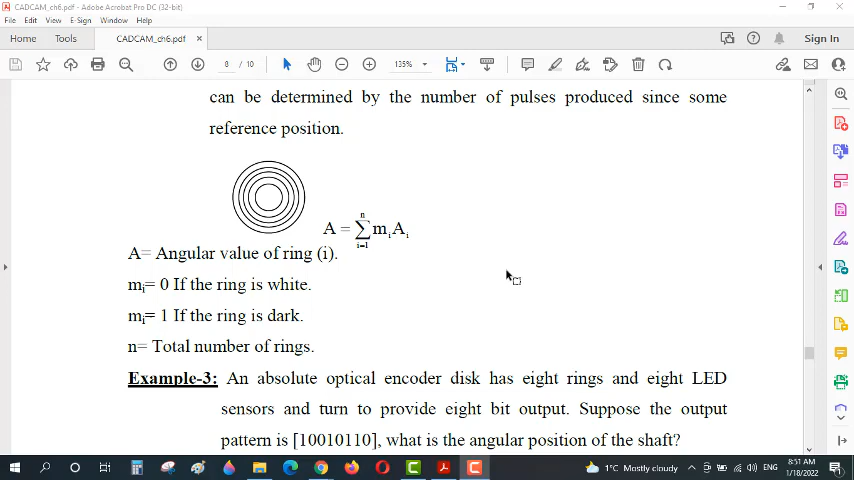 CADCAM_ch6.pdf - Adobe Acrobat Pro DC (32-bit)
File Edit View E-Sign Window Help
Home Tools CADCAM_ch6.pdf × Sign In
8 / 10 135%
can be determined by the number of pulses produced since some
reference position.
A = n∑i=1 miAi
A= Angular value of ring (i).
mi= 0 If the ring is white.
mi= 1 If the ring is dark.
n= Total number of rings.
Example-3: An absolute optical encoder disk has eight rings and eight LED
sensors and turn to provide eight bit output. Suppose the output
pattern is [10010110], what is the angular position of the shaft?
1°C Mostly cloudy ENG 8:51 AM
1/18/2022